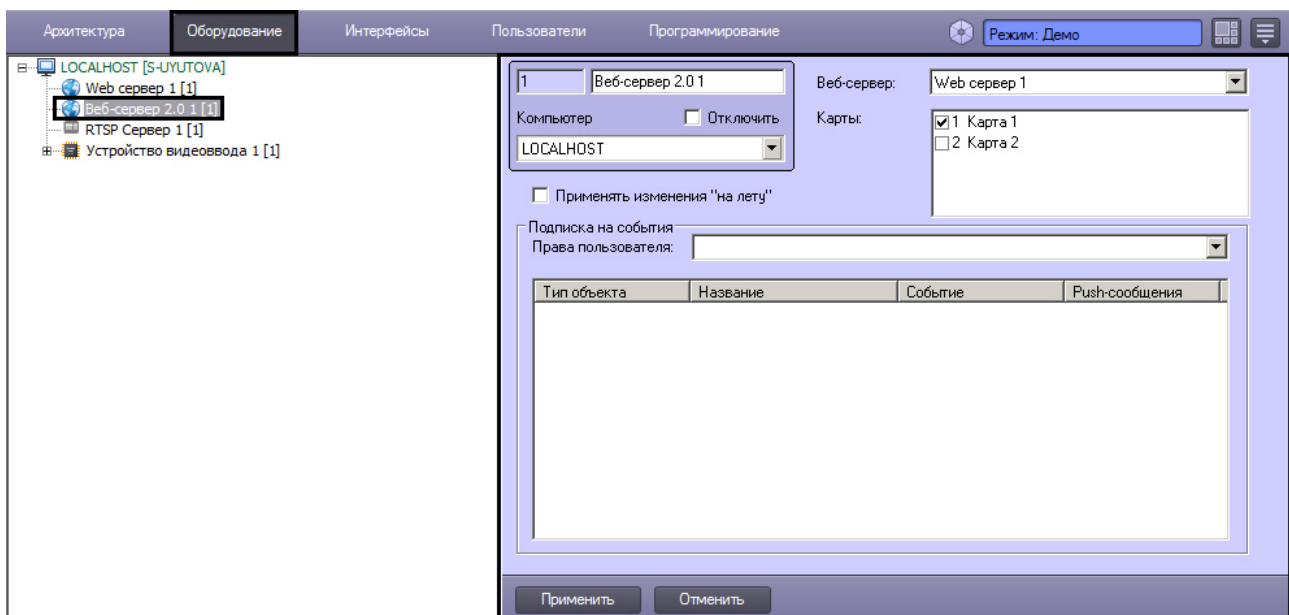 Архитектура Оборудование Интерфейсы Пользователи Программирование Режим: Демо
LOCALHOST [S-UYUTOVA]
Web сервер 1 [1]
Веб-сервер 2.0 1 [1]
RTSP Сервер 1 [1]
Устройство видеоввода 1 [1]
1 Веб-сервер 2.0 1
Компьютер Отключить
LOCALHOST
Веб-сервер: Web сервер 1
Карты: 1 Карта 1
2 Карта 2
Применять изменения "на лету"
Подписка на события
Права пользователя:
Тип объекта Название Событие Push-сообщения
Применить Отменить